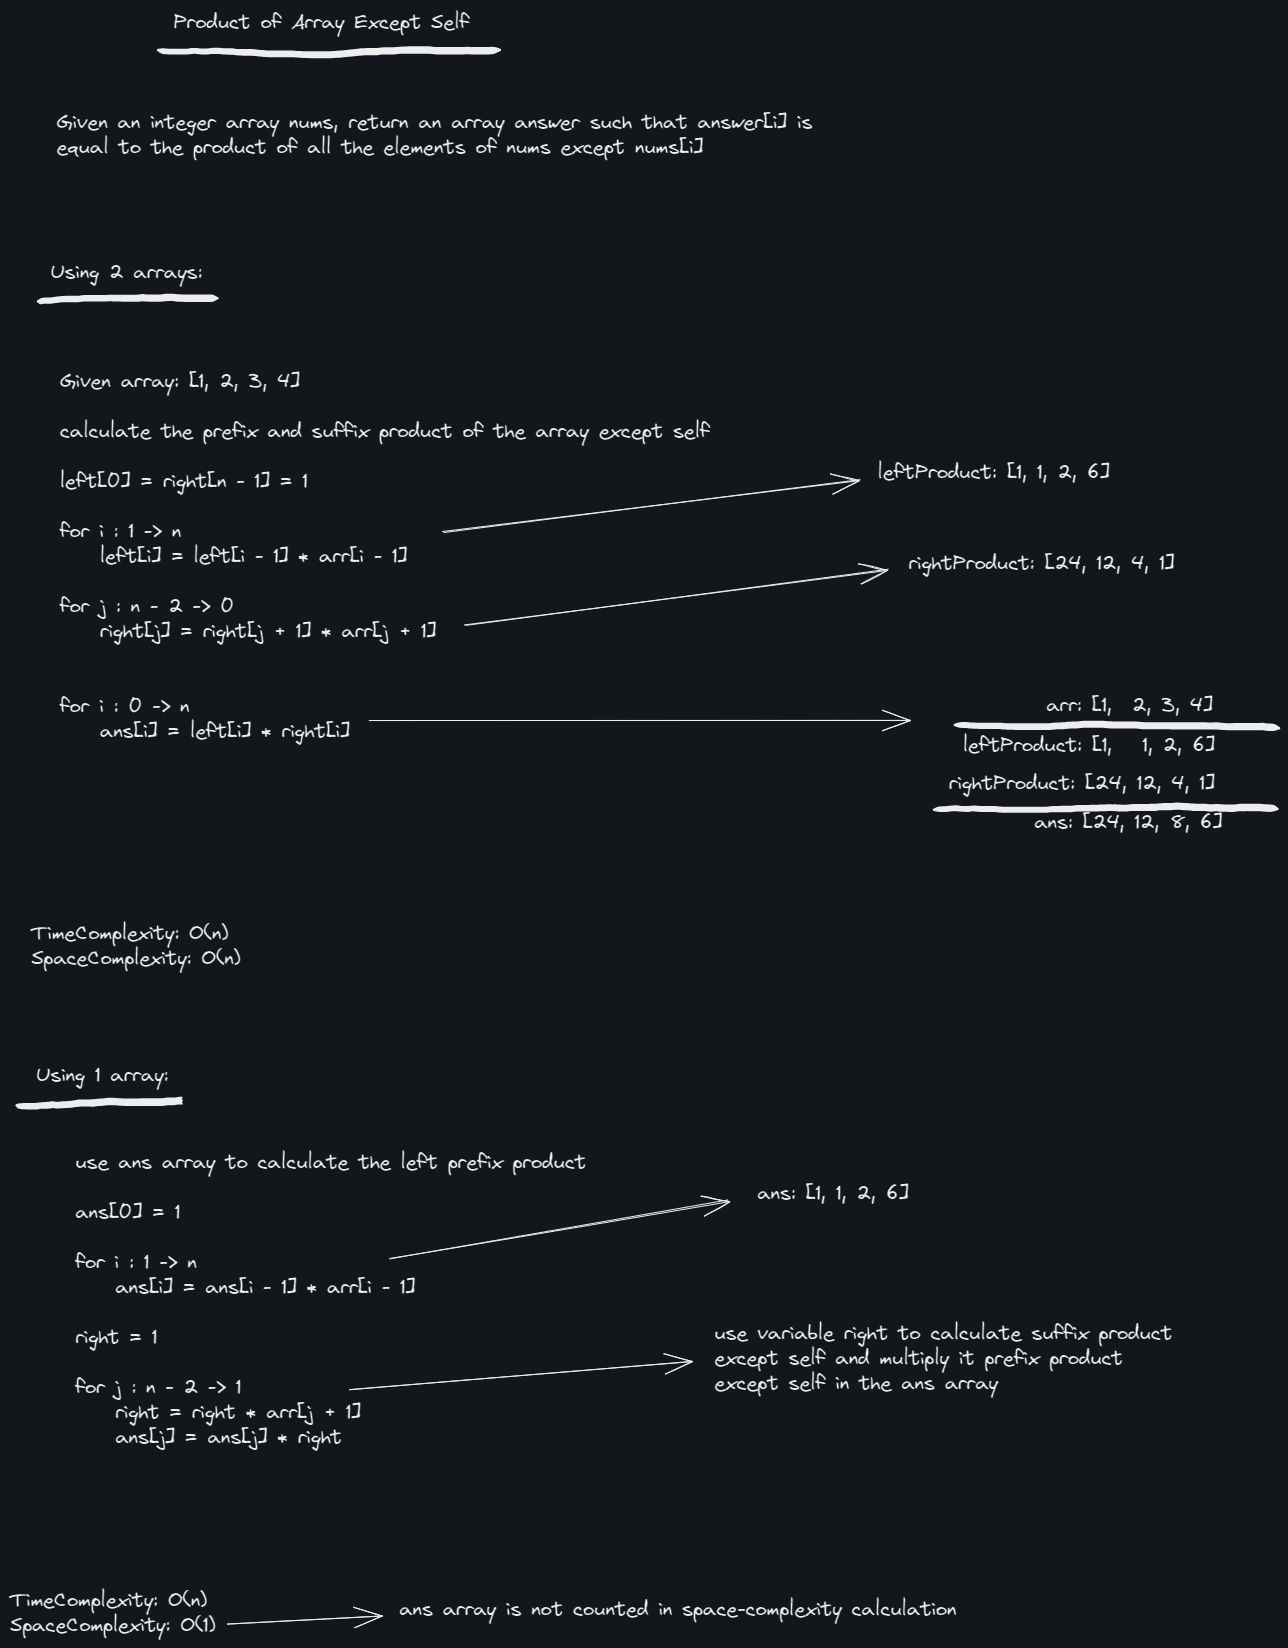 Product of Array Except Self
Given an integer array nums, return an array answer such that answer[i] is
equal to the product of all the elements of nums except nums[i]
Using 2 arrays:
Given array: [1, 2, 3, 4]
calculate the prefix and suffix product of the array except self
left[0] = right[n - 1] = 1
for i : 1 -> n
left[i] = left[i - 1] * arr[i - 1]
for j : n - 2 -> 0
right[j] = right[j + 1] * arr[j + 1]
for i : 0 -> n
ans[i] = left[i] * right[i]
leftProduct: [1, 1, 2, 6]
rightProduct: [24, 12, 4, 1]
arr: [1, 2, 3, 4]
leftProduct: [1, 1, 2, 6]
rightProduct: [24, 12, 4, 1]
ans: [24, 12, 8, 6]
TimeComplexity: O(n)
SpaceComplexity: O(n)
Using 1 array:
use ans array to calculate the left prefix product
ans[0] = 1
for i : 1 -> n
ans[i] = ans[i - 1] * arr[i - 1]
ans: [1, 1, 2, 6]
right = 1
for j : n - 2 -> 1
right = right * arr[j + 1]
ans[j] = ans[j] * right
use variable right to calculate suffix product
except self and multiply it prefix product
except self in the ans array
TimeComplexity: O(n)
SpaceComplexity: O(1)
ans array is not counted in space-complexity calculation